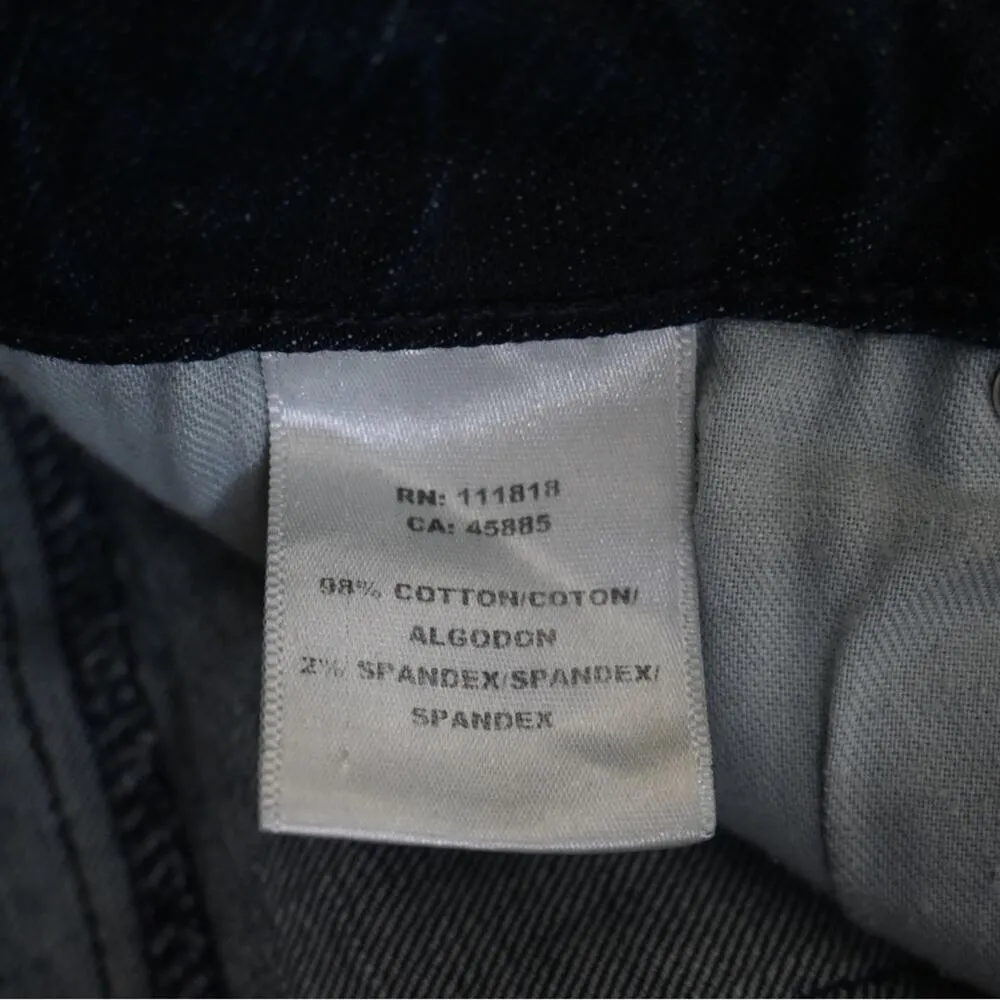 RN: 111818
CA: 45885
98% COTTON/COTON/
ALGODON
2% SPANDEX/SPANDEX/
SPANDEX